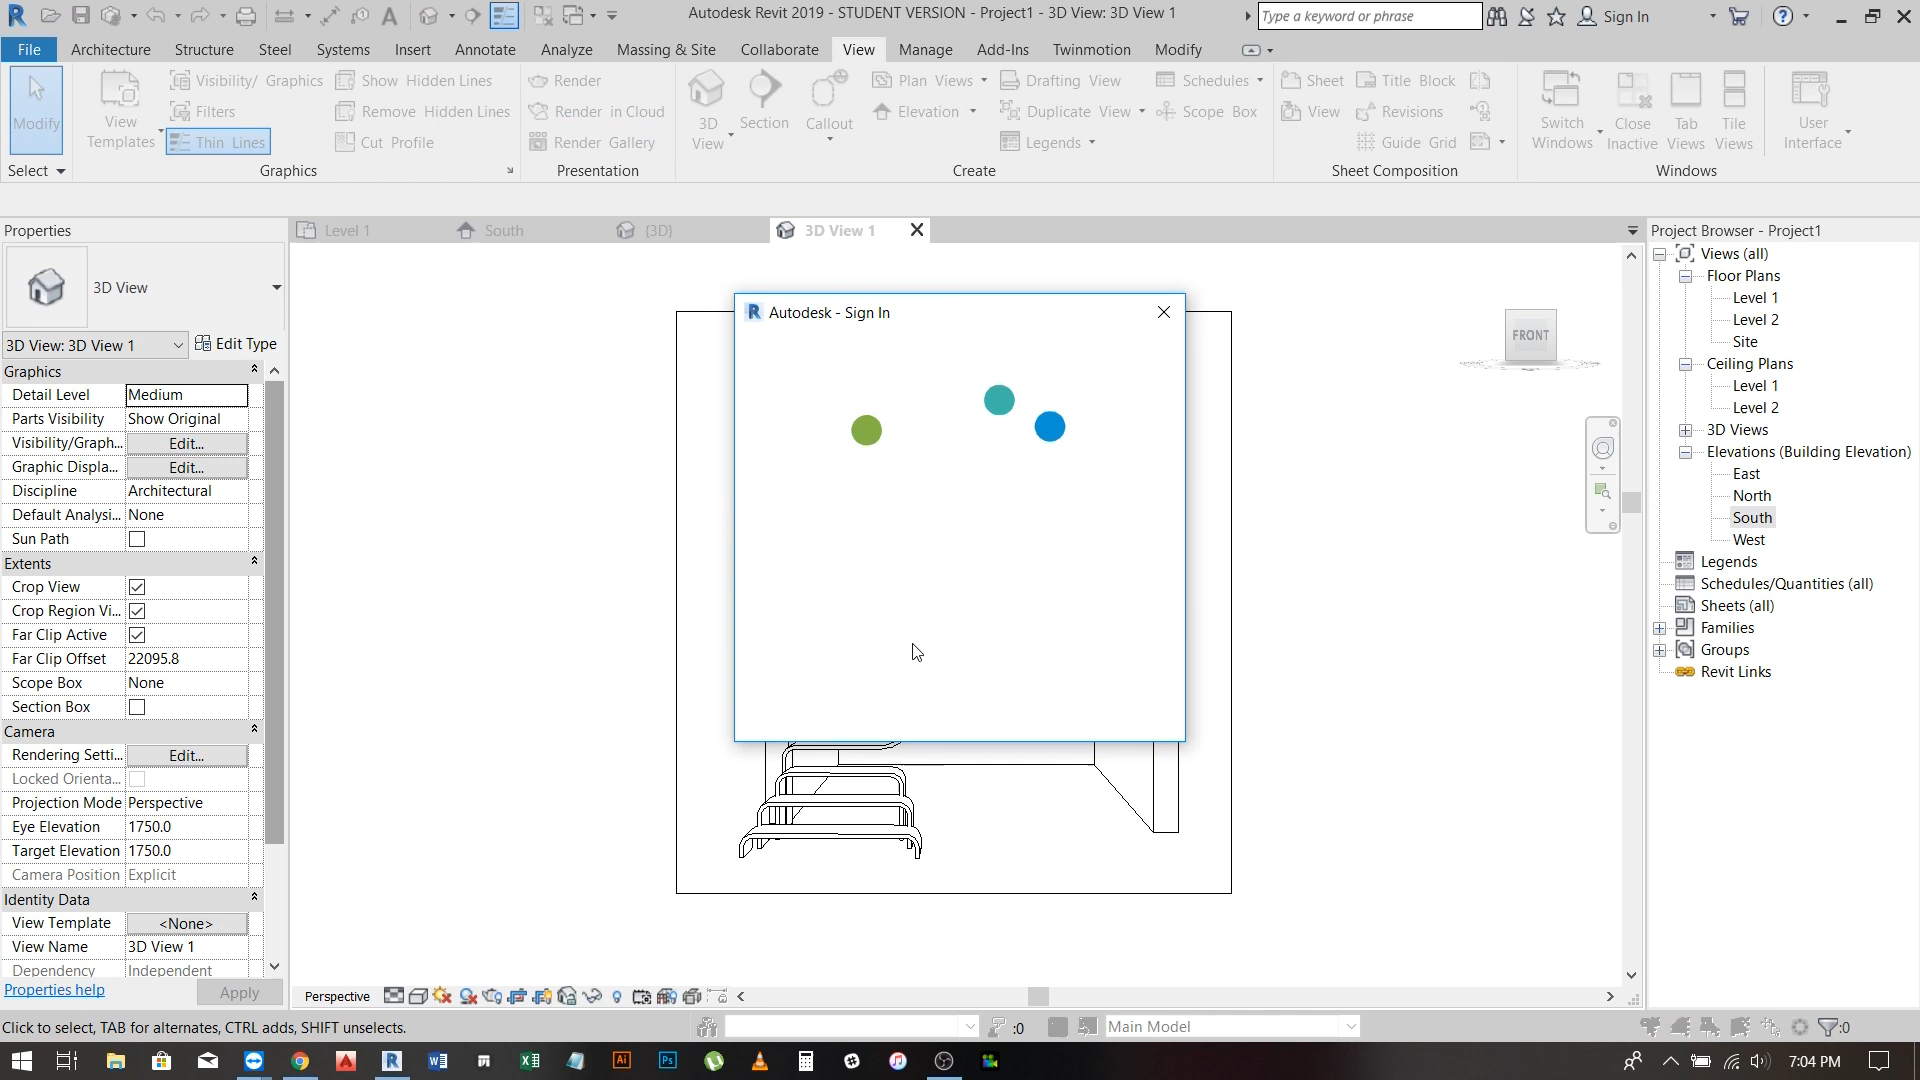 Autodesk Revit 2019 - STUDENT VERSION - Project1 - 3D View: 3D View 1
Type a keyword or phrase
Sign In
File Architecture Structure Steel Systems Insert Annotate Analyze Massing & Site Collaborate View Manage Add-Ins Twinmotion Modify
Modify
View Templates
Visibility/ Graphics
Filters
Thin Lines
Show Hidden Lines
Remove Hidden Lines
Cut Profile
Render
Render in Cloud
Render Gallery
3D View
Section
Callout
Plan Views
Elevation
Drafting View
Duplicate View
Legends
Schedules
Scope Box
Sheet
View
Title Block
Revisions
Guide Grid
Switch Windows
Close Inactive
Tab Views
Tile Views
User Interface
Select
Graphics
Presentation
Create
Sheet Composition
Windows
Properties
Level 1
South
{3D}
3D View 1
Project Browser - Project1
3D View
3D View: 3D View 1
Edit Type
Graphics
Detail Level Medium
Parts Visibility Show Original
Visibility/Graph... Edit...
Graphic Displa... Edit...
Discipline Architectural
Default Analysi... None
Sun Path
Extents
Crop View
Crop Region Vi...
Far Clip Active
Far Clip Offset 22095.8
Scope Box None
Section Box
Camera
Rendering Setti... Edit...
Locked Orienta...
Projection Mode Perspective
Eye Elevation 1750.0
Target Elevation 1750.0
Camera Position Explicit
Identity Data
View Template <None>
View Name 3D View 1
Dependency Independent
Properties help
Apply
Autodesk - Sign In
FRONT
Views (all)
Floor Plans
Level 1
Level 2
Site
Ceiling Plans
Level 1
Level 2
3D Views
Elevations (Building Elevation)
East
North
South
West
Legends
Schedules/Quantities (all)
Sheets (all)
Families
Groups
Revit Links
Perspective
Click to select, TAB for alternates, CTRL adds, SHIFT unselects.
:0
Main Model
:0
7:04 PM